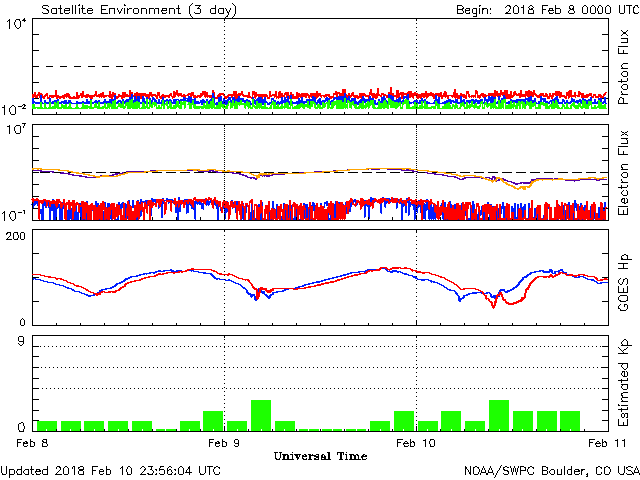 Satellite Environment (3 day) Begin: 2018 Feb 8 0000 UTC
10⁴
Proton Flux
10⁻²
10⁷
Electron Flux
10⁻¹
200
GOES Hp
0
9
Estimated Kp
0
Feb 8 Feb 9 Feb 10 Feb 11
Universal Time
Updated 2018 Feb 10 23:56:04 UTC NOAA/SWPC Boulder, CO USA